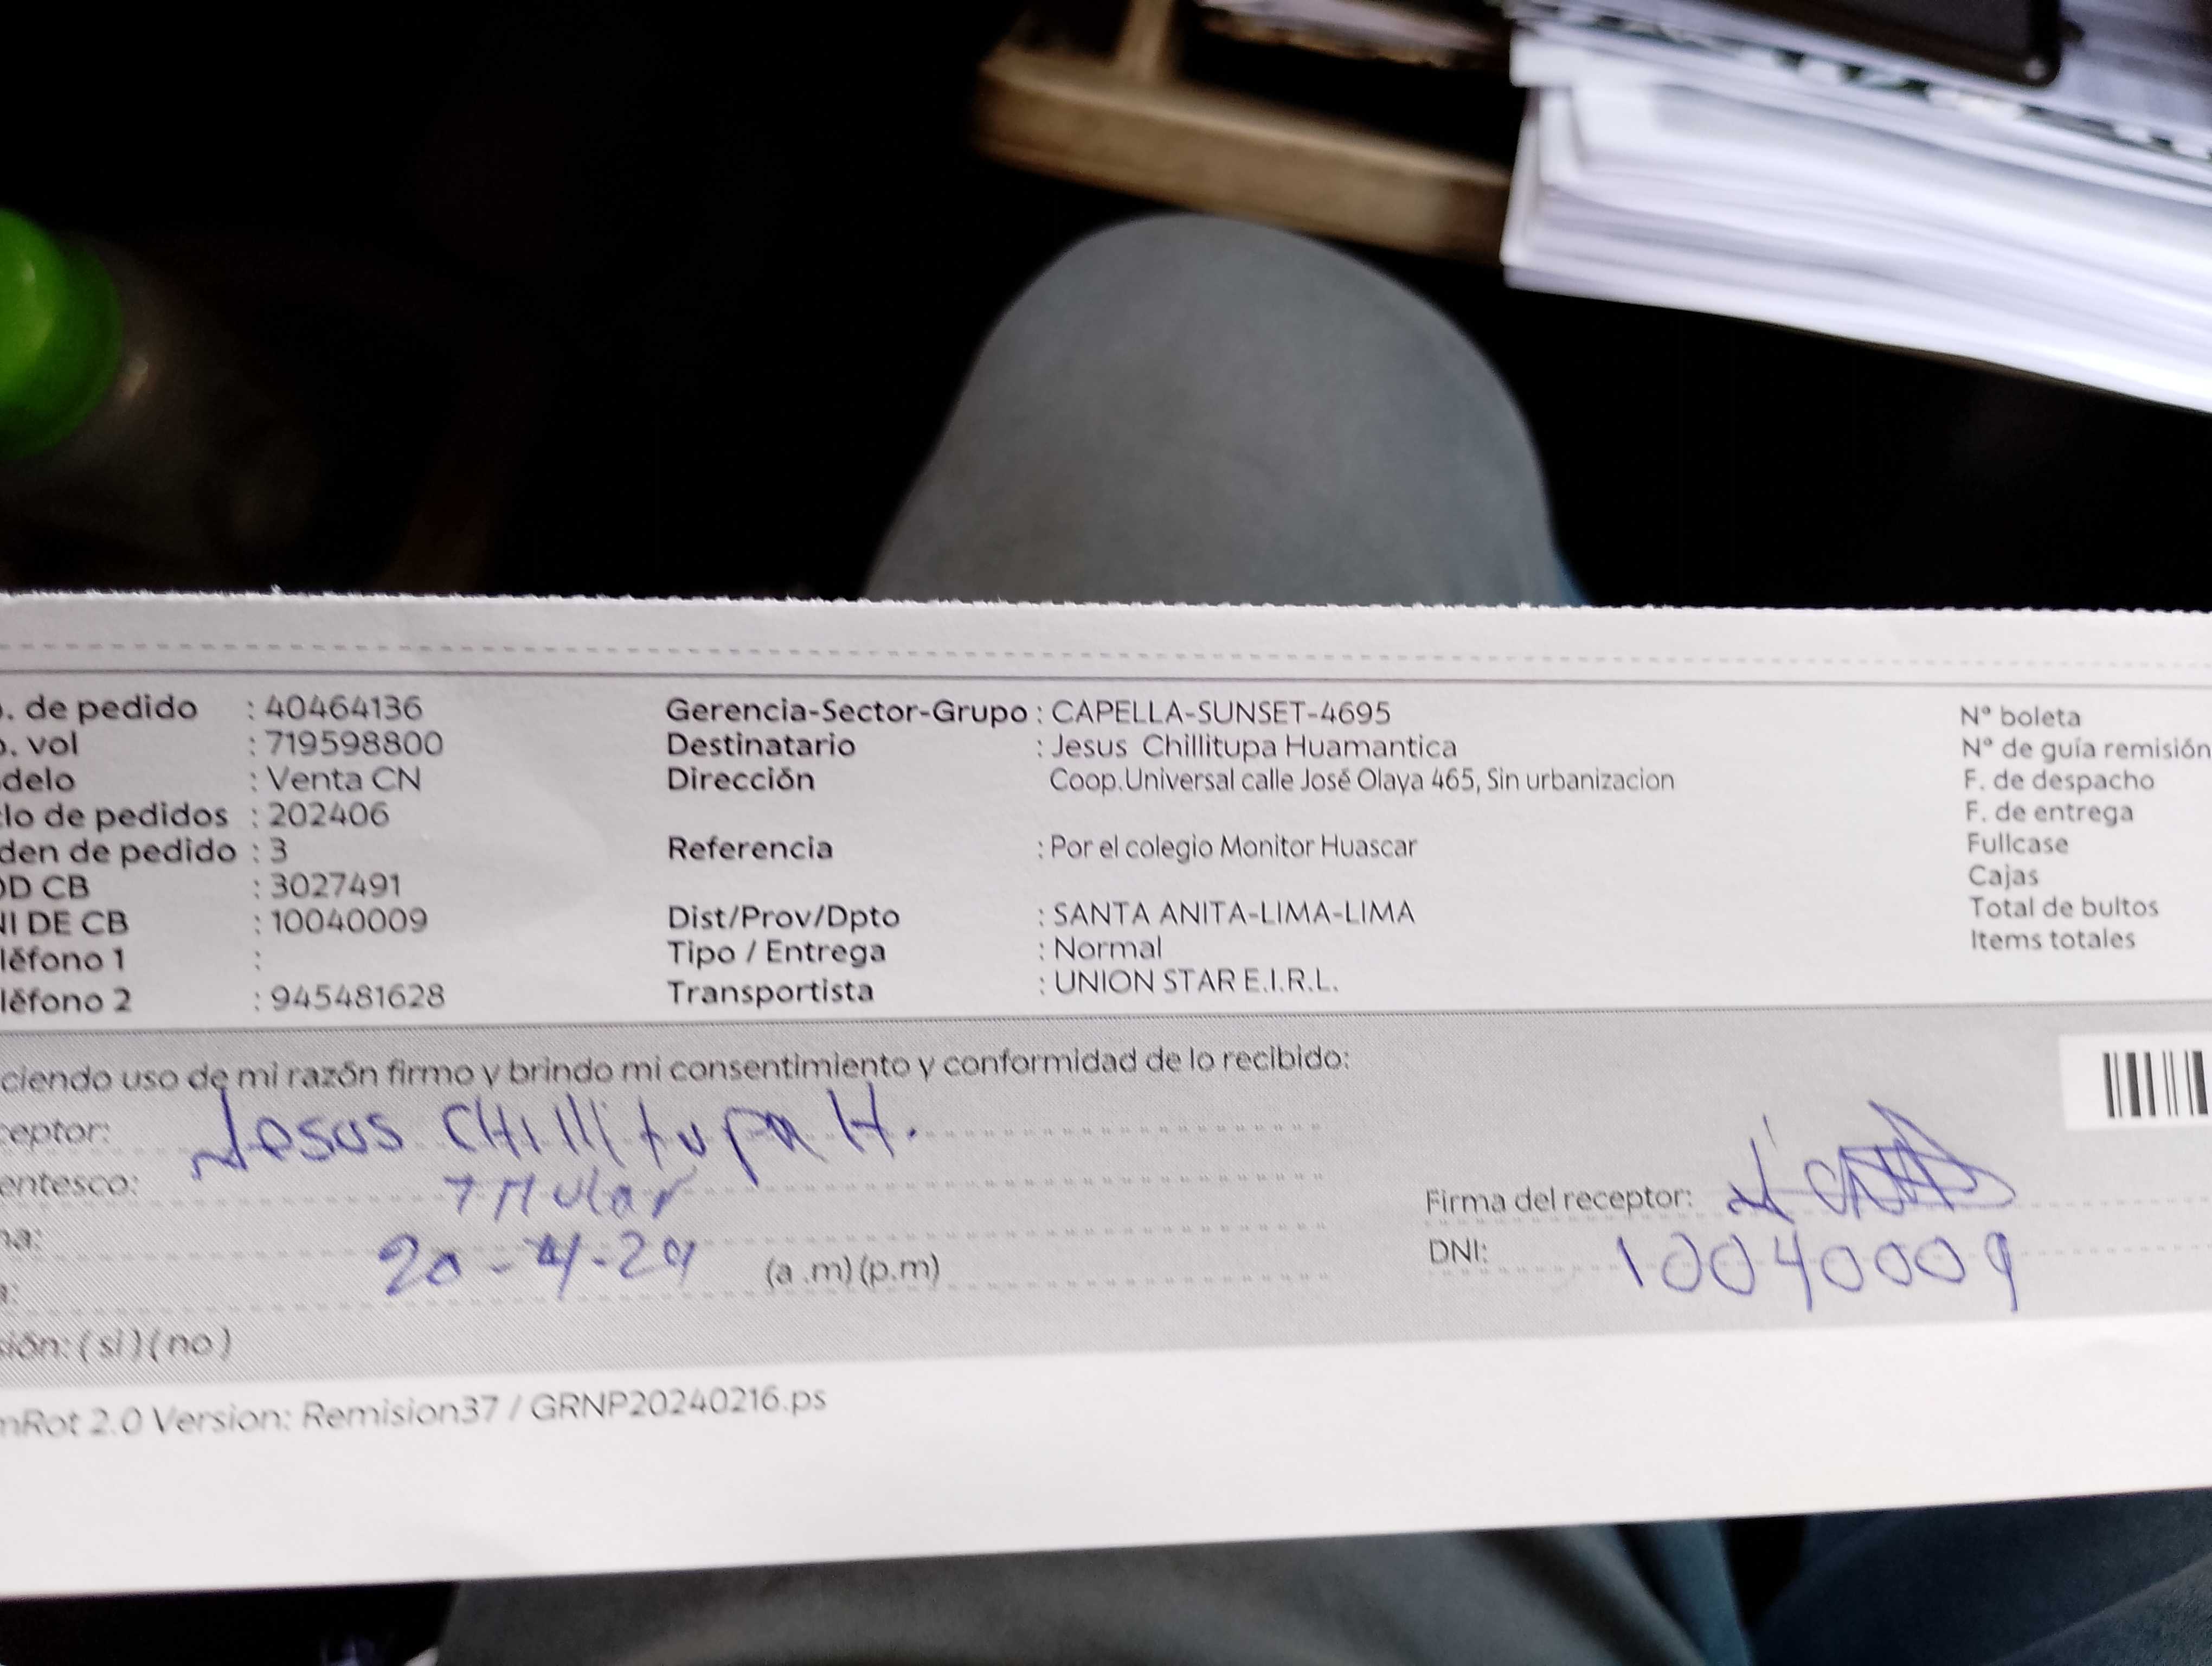 . de pedido : 40464136
. vol : 719598800
delo : Venta CN
lo de pedidos : 202406
den de pedido : 3
D CB : 3027491
NI DE CB : 10040009
léfono 1 :
léfono 2 : 945481628
Gerencia-Sector-Grupo : CAPELLA-SUNSET-4695
Destinatario : Jesus Chillitupa Huamantica
Dirección Coop.Universal calle José Olaya 465, Sin urbanizacion
Referencia : Por el colegio Monitor Huascar
Dist/Prov/Dpto : SANTA ANITA-LIMA-LIMA
Tipo / Entrega : Normal
Transportista : UNION STAR E.I.R.L.
N° boleta
N° de guía remisión
F. de despacho
F. de entrega
Fullcase
Cajas
Total de bultos
Items totales
ciendo uso de mi razón firmo y brindo mi consentimiento y conformidad de lo recibido:
ceptor: Jesus CHillitupa H.
entesco: Titular
na:
20-4-24 (a .m) (p.m)
a:
Firma del receptor:
DNI: 10040009
sión: ( si ) ( no )
mRot 2.0 Version: Remision37 / GRNP20240216.ps